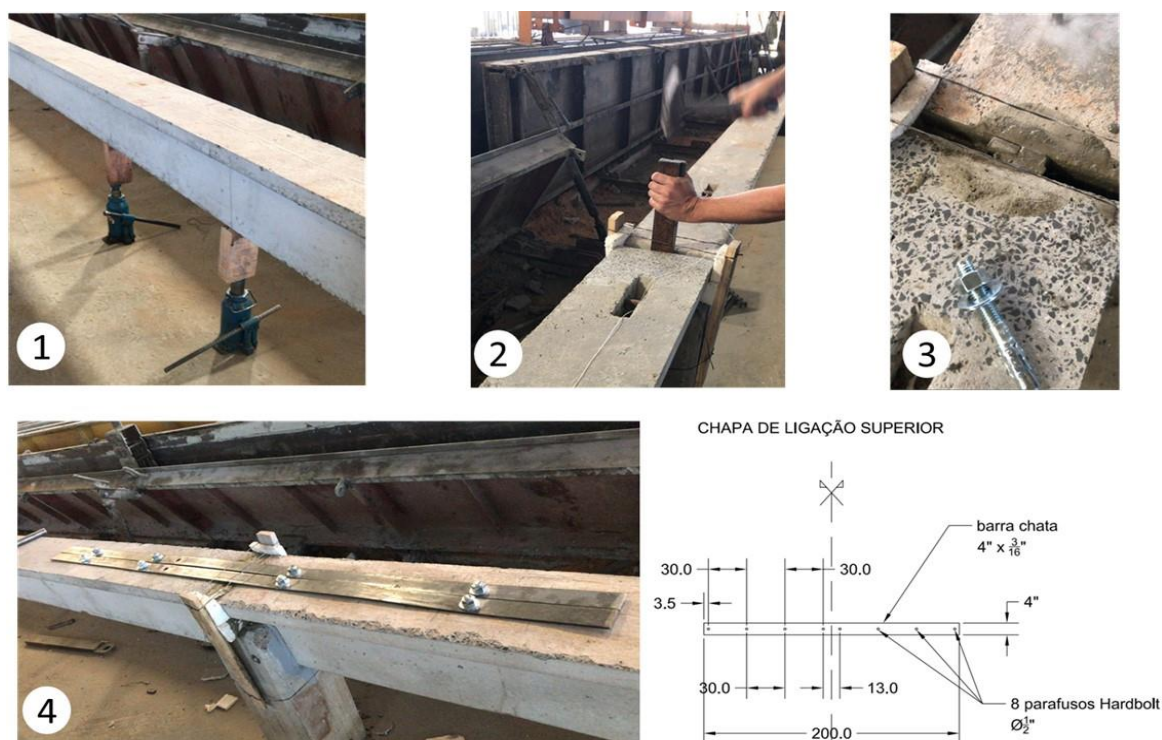 1
2
3
4
CHAPA DE LIGAÇÃO SUPERIOR
barra chata
4" x 3/16"
30.0
30.0
3.5
4"
30.0
13.0
8 parafusos Hardbolt
Ø1/2"
200.0